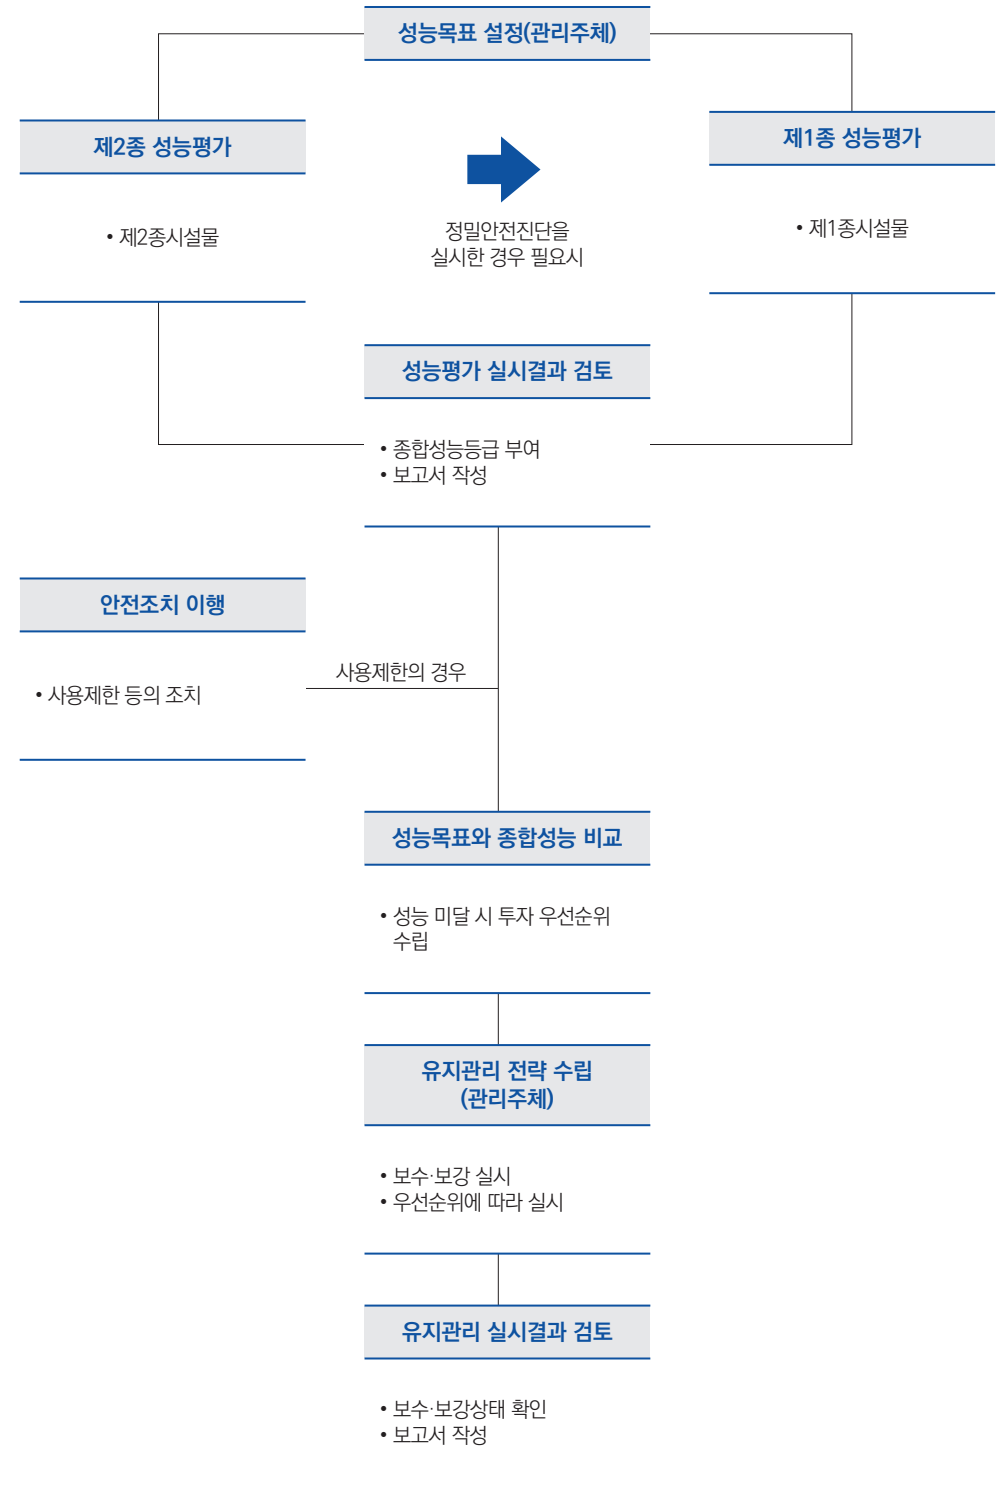 성능목표 설정(관리주체)
제2종 성능평가
• 제2종시설물
정밀안전진단을
실시한 경우 필요시
제1종 성능평가
• 제1종시설물
성능평가 실시결과 검토
• 종합성능등급 부여
• 보고서 작성
안전조치 이행
• 사용제한 등의 조치
사용제한의 경우
성능목표와 종합성능 비교
• 성능 미달 시 투자 우선순위
수립
유지관리 전략 수립
(관리주체)
• 보수·보강 실시
• 우선순위에 따라 실시
유지관리 실시결과 검토
• 보수·보강상태 확인
• 보고서 작성